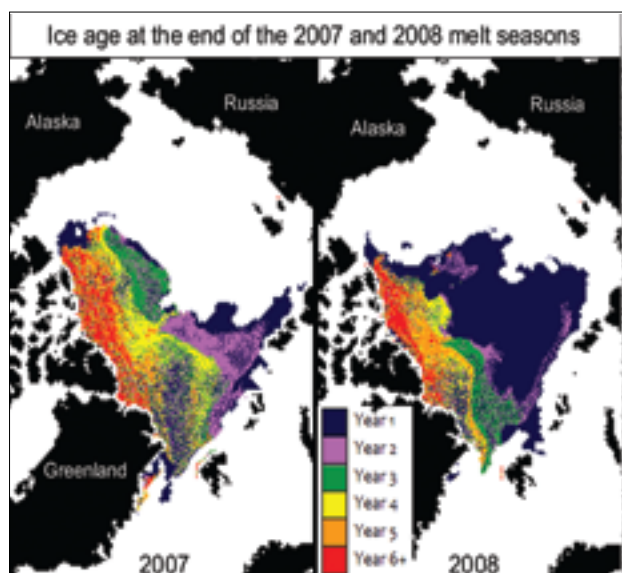 Ice age at the end of the 2007 and 2008 melt seasons
Russia
Alaska
Greenland
2007
Russia
Alaska
Year 1
Year 2
Year 3
Year 4
Year 5
Year 6+
2008